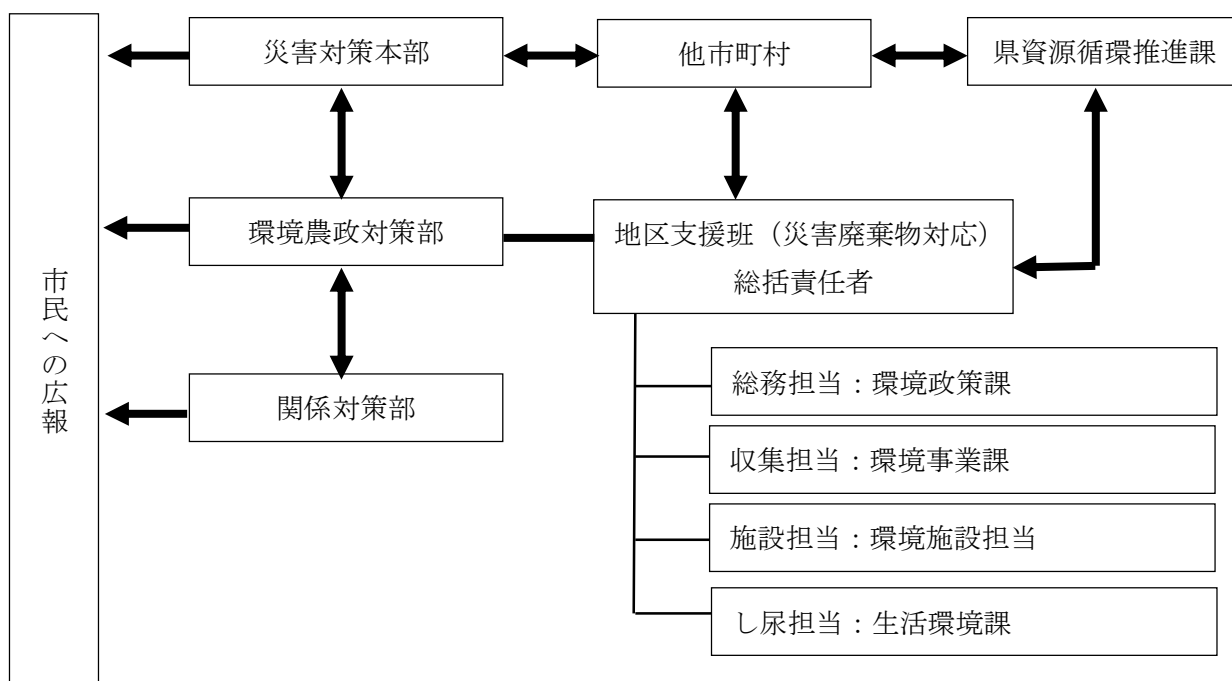 災害対策本部
他市町村
県資源循環推進課
環境農政対策部
地区支援班（災害廃棄物対応）
総括責任者
市民への広報
関係対策部
総務担当：環境政策課
収集担当：環境事業課
施設担当：環境施設担当
し尿担当：生活環境課